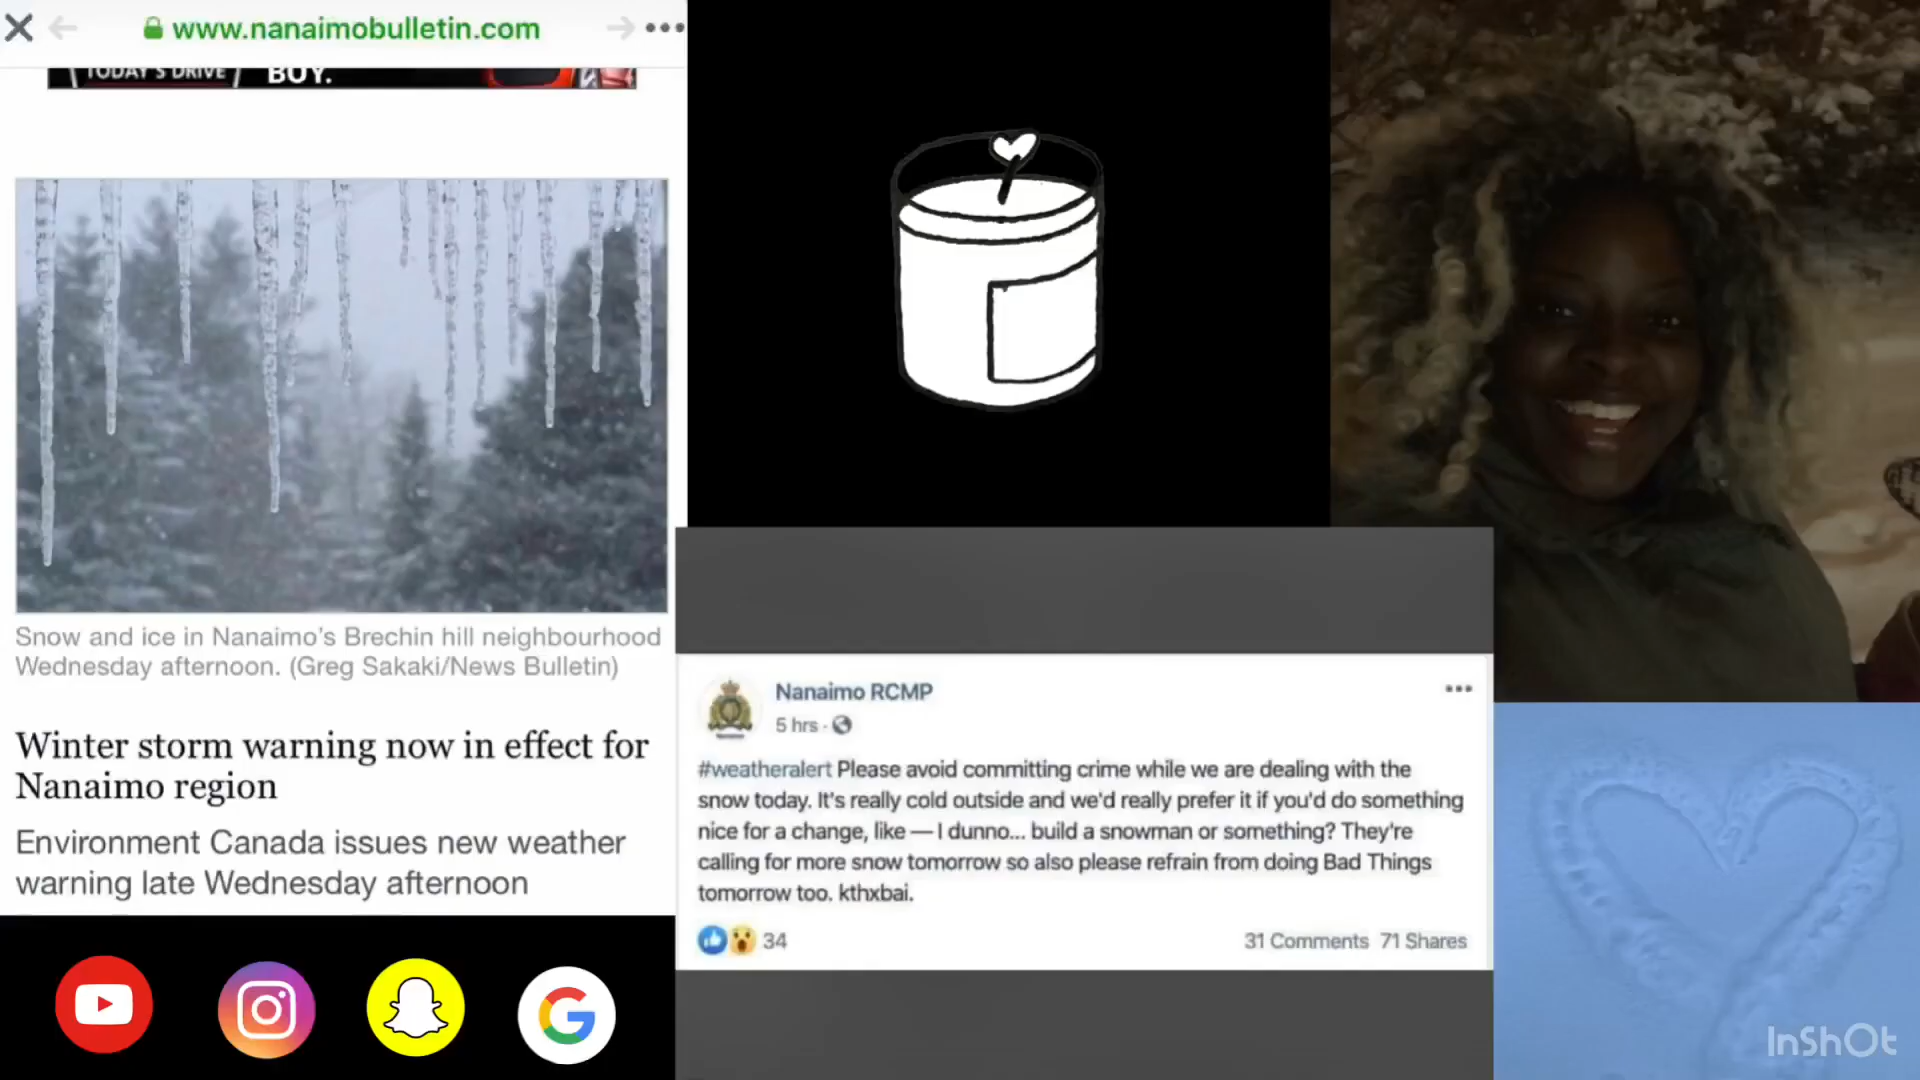 www.nanaimobulletin.com
TODAY'S DRIVE
BUY.
Snow and ice in Nanaimo's Brechin hill neighbourhood
Wednesday afternoon. (Greg Sakaki/News Bulletin)
Winter storm warning now in effect for
Nanaimo region
Environment Canada issues new weather
warning late Wednesday afternoon
Nanaimo RCMP
5 hrs ·
#weatheralert Please avoid committing crime while we are dealing with the
snow today. It's really cold outside and we'd really prefer it if you'd do something
nice for a change, like — I dunno... build a snowman or something? They're
calling for more snow tomorrow so also please refrain from doing Bad Things
tomorrow too. kthxbai.
34
31 Comments 71 Shares
InShOt